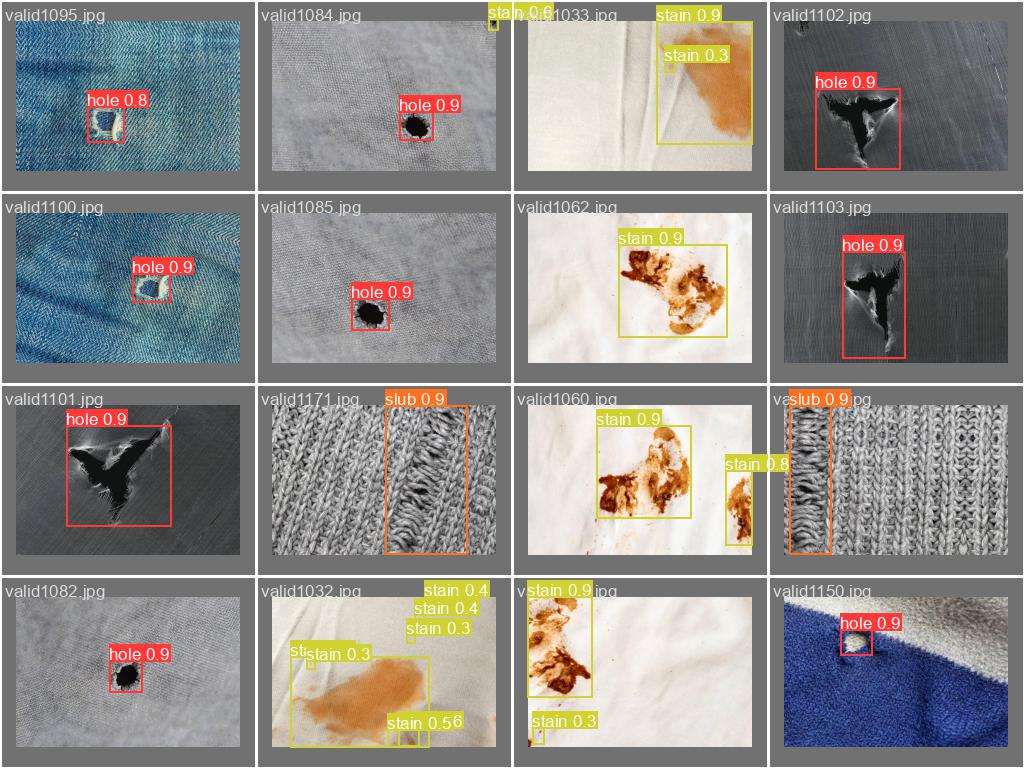 valid1095.jpg
hole 0.8
valid1084.jpg
hole 0.9
stain 0.6
1033.jpg
stain 0.9
stain 0.3
valid1102.jpg
hole 0.9
valid1100.jpg
hole 0.9
valid1085.jpg
hole 0.9
valid1062.jpg
stain 0.9
valid1103.jpg
hole 0.9
valid1101.jpg
hole 0.9
valid1171.jpg
slub 0.9
valid1060.jpg
stain 0.9
stain 0.8
slub 0.9
valid1082.jpg
hole 0.9
valid1032.jpg
stain 0.4
stain 0.4
stain 0.3
stain 0.3
stain 0.5
stain 0.9
stain 0.3
valid1150.jpg
hole 0.9